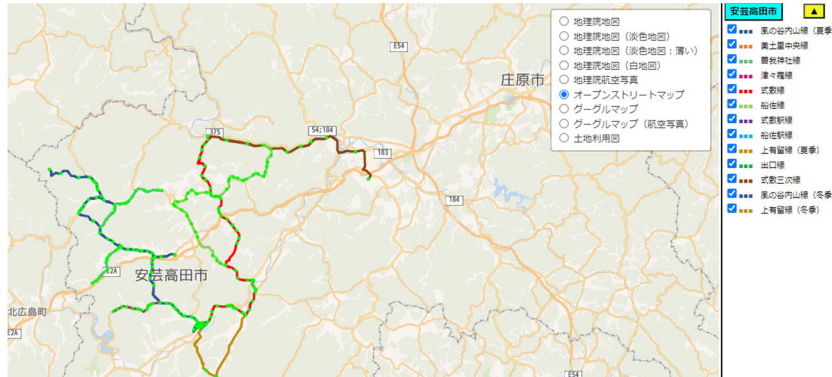 地理院地図
地理院地図（淡色地図）
地理院地図（淡色地図：薄い）
地理院地図（白地図）
地理院航空写真
オープンストリートマップ
グーグルマップ
グーグルマップ（航空写真）
土地利用図
安芸高田市
▲
風の谷内山線（夏季
美土里中央線
曽我神社線
津々羅線
式敷線
船佐線
式敷駅線
船佐駅線
上有留線（夏季）
出口線
式敷三次線
風の谷内山線（冬季
上有留線（冬季）
E54
庄原市
375
54;184
183
184
E2A
安芸高田市
北広島町
E2A
E54